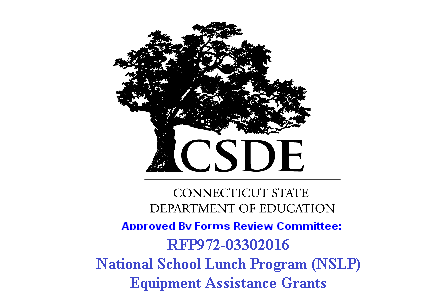 CSDE
CONNECTICUT STATE
DEPARTMENT OF EDUCATION
Approved By Forms Review Committee:
RFP972-03302016
National School Lunch Program (NSLP)
Equipment Assistance Grants